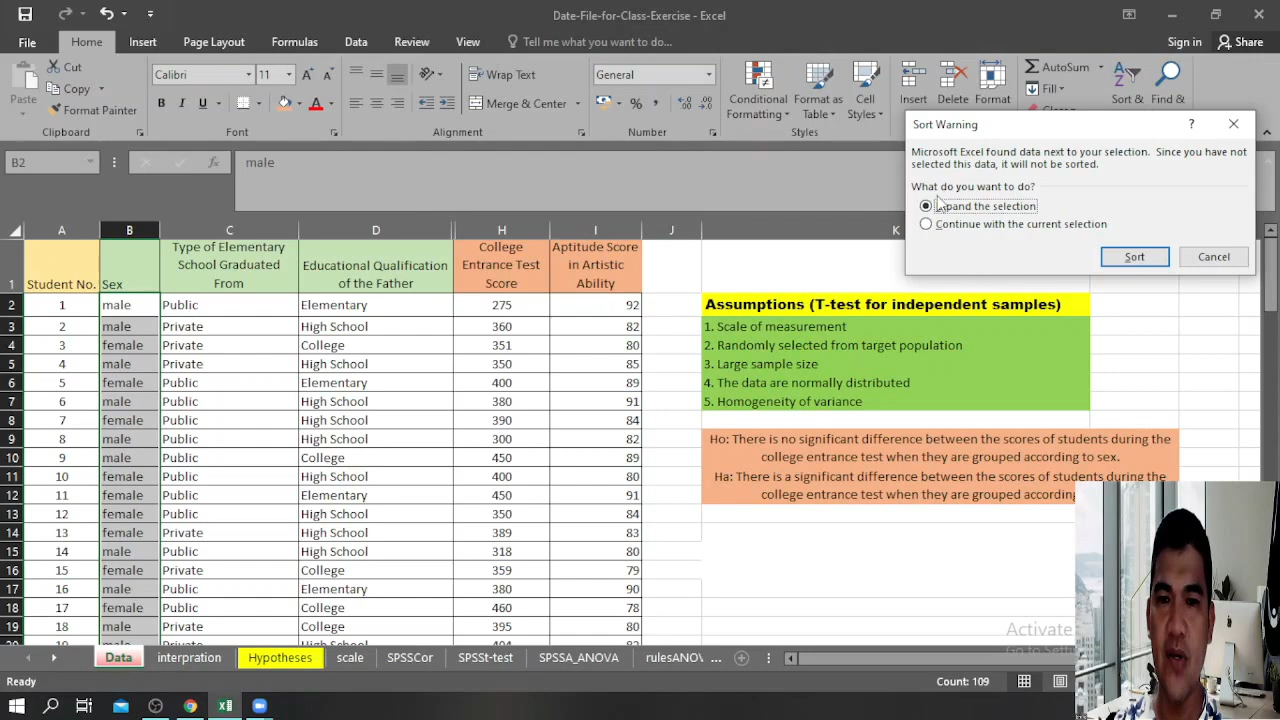 Date-File-for-Class-Exercise - Excel
File Home Insert Page Layout Formulas Data Review View Tell me what you want to do... Sign in Share
Paste
Cut
Copy
Format Painter
Clipboard
Calibri 11
B I U A
Font
Wrap Text
Merge & Center
Alignment
General
% ,
Number
Conditional Formatting
Format as Table
Cell Styles
Styles
Insert Delete Format
AutoSum
Fill
Sort & Find &
Sort Warning
Microsoft Excel found data next to your selection. Since you have not
selected this data, it will not be sorted.
What do you want to do?
Expand the selection
Continue with the current selection
Sort Cancel
B2 fx male
A B C D H I J K
1 Student No. Sex Type of Elementary School Graduated From Educational Qualification of the Father College Entrance Test Score Aptitude Score in Artistic Ability
2 1 male Public Elementary 275 92
3 2 male Private High School 360 82
4 3 female Private College 351 80
5 4 male Private High School 350 85
6 5 female Public Elementary 400 89
7 6 male Public High School 380 91
8 7 female Public High School 390 84
9 8 male Public High School 300 82
10 9 male Public College 450 89
11 10 female Public High School 400 80
12 11 female Public Elementary 450 91
13 12 female Public High School 350 84
14 13 female Private High School 389 83
15 14 male Public High School 318 80
16 15 female Private College 359 79
17 16 male Public Elementary 380 90
18 17 female Public College 460 78
19 18 male Private College 395 80
Assumptions (T-test for independent samples)
1. Scale of measurement
2. Randomly selected from target population
3. Large sample size
4. The data are normally distributed
5. Homogeneity of variance
Ho: There is no significant difference between the scores of students during the
college entrance test when they are grouped according to sex.
Ha: There is a significant difference between the scores of students during the
college entrance test when they are grouped according
Activate
Data interpration Hypotheses scale SPSSCor SPSSt-test SPSSA_ANOVA rulesANOV ...
Ready Count: 109